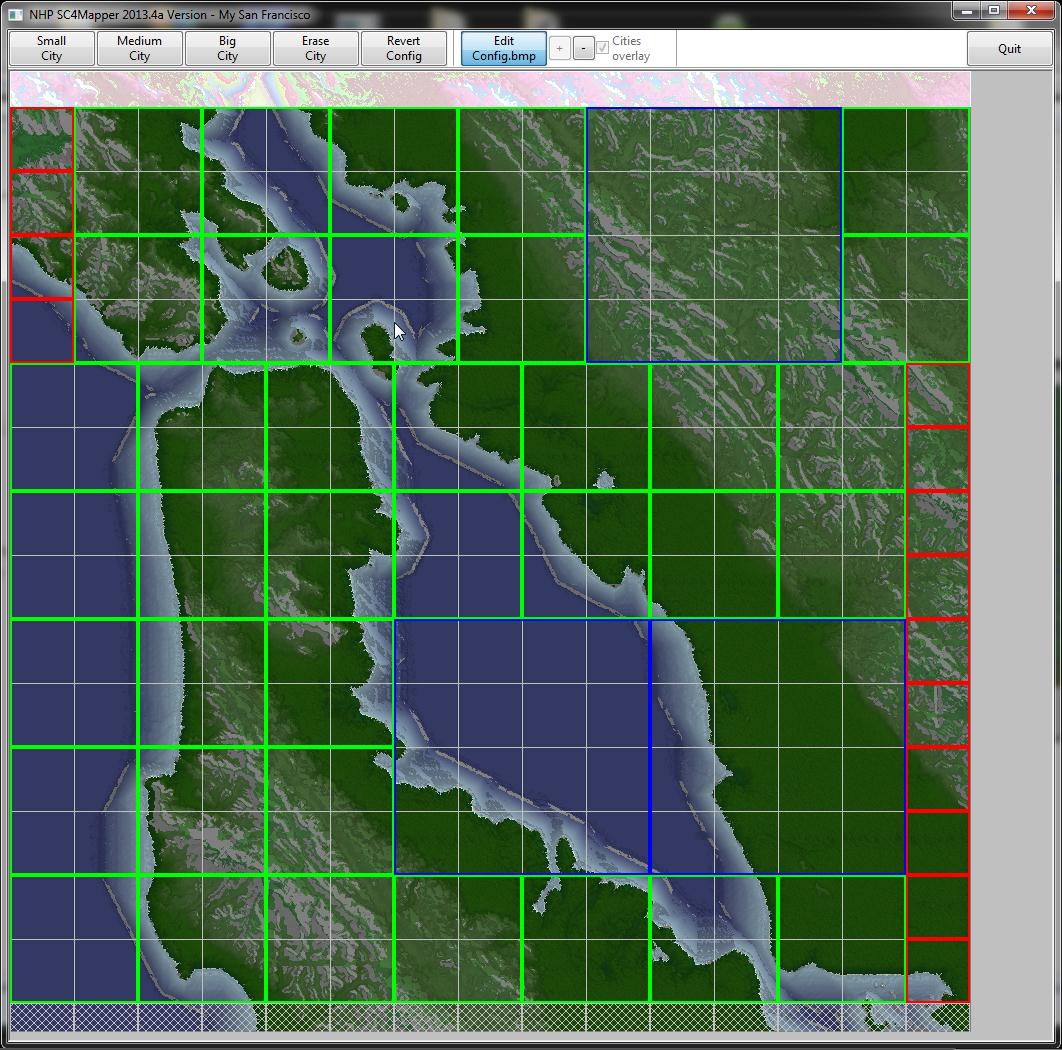 NHP SC4Mapper 2013.4a Version - My San Francisco
Small
City
Medium
City
Big
City
Erase
City
Revert
Config
Edit
Config.bmp
+
-
Cities
overlay
Quit